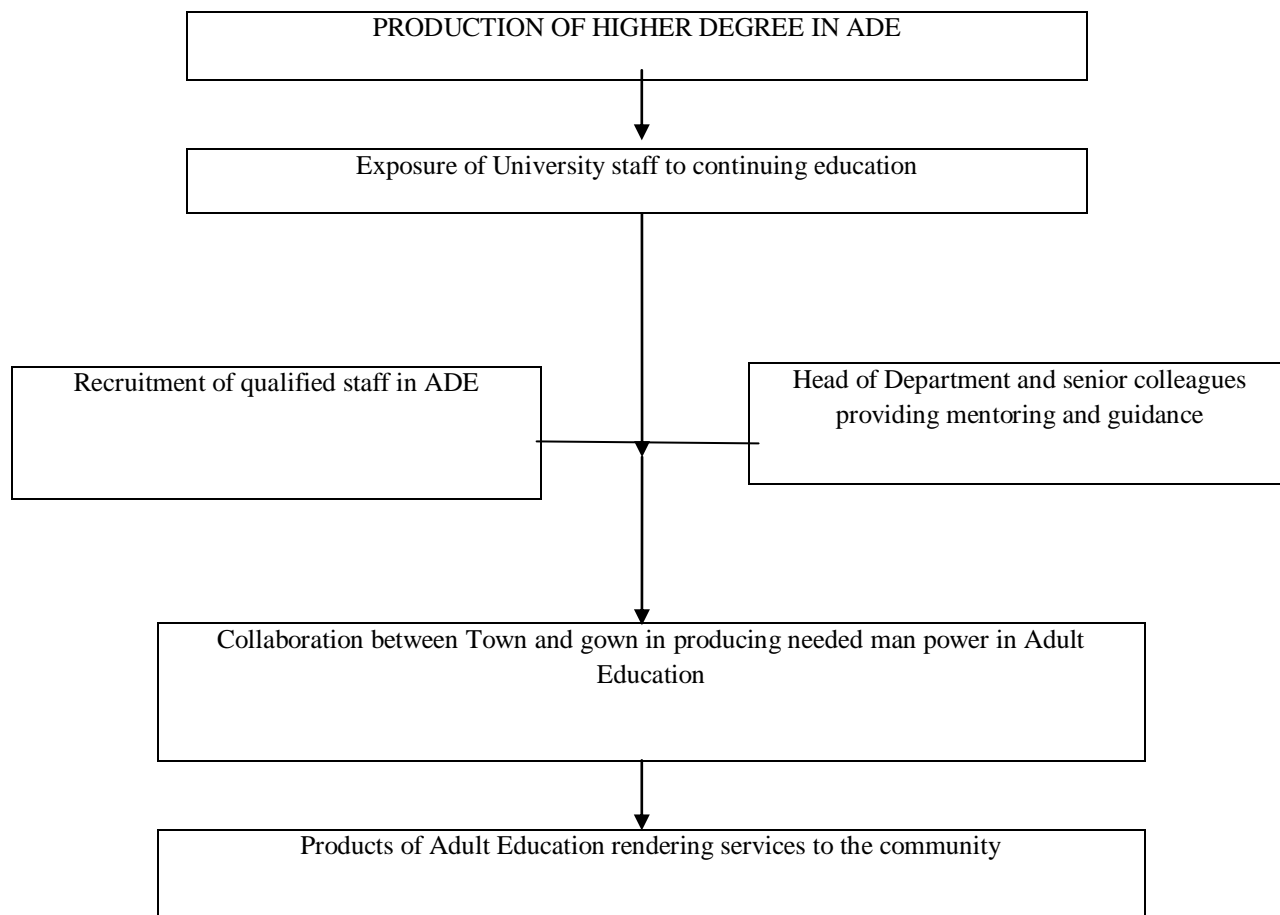 PRODUCTION OF HIGHER DEGREE IN ADE
Exposure of University staff to continuing education
Recruitment of qualified staff in ADE
Head of Department and senior colleagues
providing mentoring and guidance
Collaboration between Town and gown in producing needed man power in Adult
Education
Products of Adult Education rendering services to the community